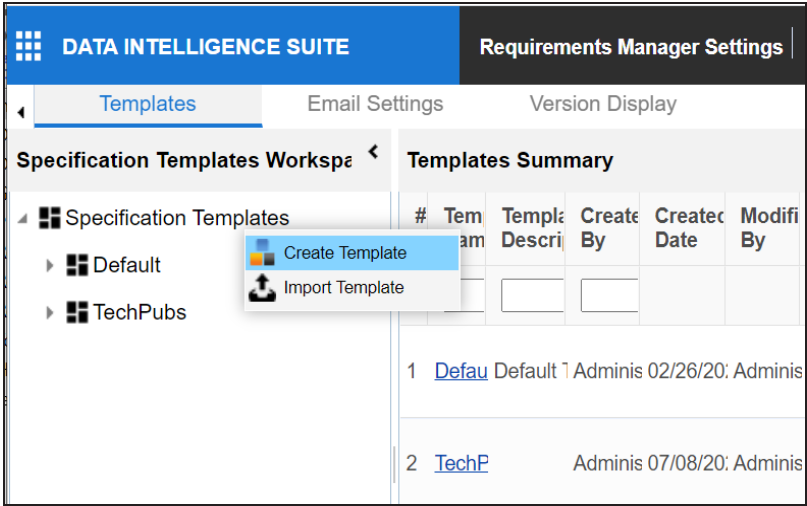 DATA INTELLIGENCE SUITE
Requirements Manager Settings
Templates Email Settings Version Display
Specification Templates Workspa
Templates Summary
Specification Templates
Default
TechPubs
Create Template
Import Template
# Tem Templa Create Created Modifi
am Descri By Date By
1 Defau Default T Adminis 02/26/20 Adminis
2 TechP Adminis 07/08/20 Adminis